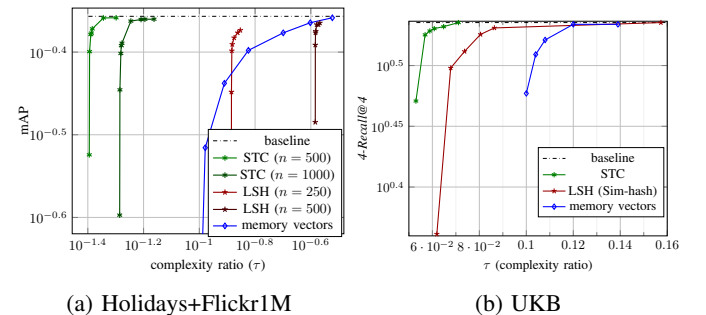 mAP
10^−0.4
10^−0.5
10^−0.6
baseline
STC (n = 500)
STC (n = 1000)
LSH (n = 250)
LSH (n = 500)
memory vectors
10^−1.4 10^−1.2 10^−1 10^−0.8 10^−0.6
complexity ratio (τ)
(a) Holidays+Flickr1M
4-Recall@4
10^0.5
10^0.45
10^0.4
baseline
STC
LSH (Sim-hash)
memory vectors
6 · 10^−2 8 · 10^−2 0.1 0.12 0.14 0.16
τ (complexity ratio)
(b) UKB